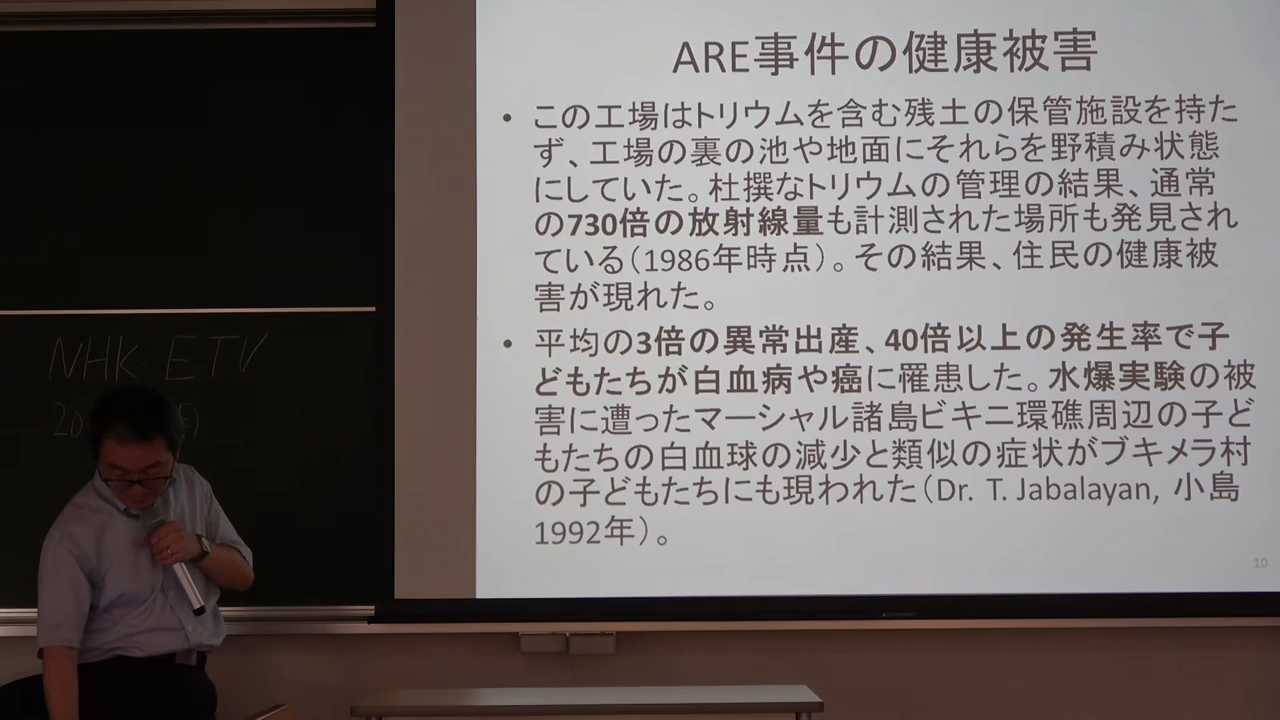 ARE事件の健康被害
• この工場はトリウムを含む残土の保管施設を持た
ず、工場の裏の池や地面にそれらを野積み状態
にしていた。杜撰なトリウムの管理の結果、通常
の730倍の放射線量も計測された場所も発見され
ている(1986年時点)。その結果、住民の健康被
害が現れた。
• 平均の3倍の異常出産、40倍以上の発生率で子
どもたちが白血病や癌に罹患した。水爆実験の被
害に遭ったマーシャル諸島ビキニ環礁周辺の子ど
もたちの白血球の減少と類似の症状がブキメラ村
の子どもたちにも現われた(Dr. T. Jabalayan, 小島
1992年)。
10
NHK-ETV
20